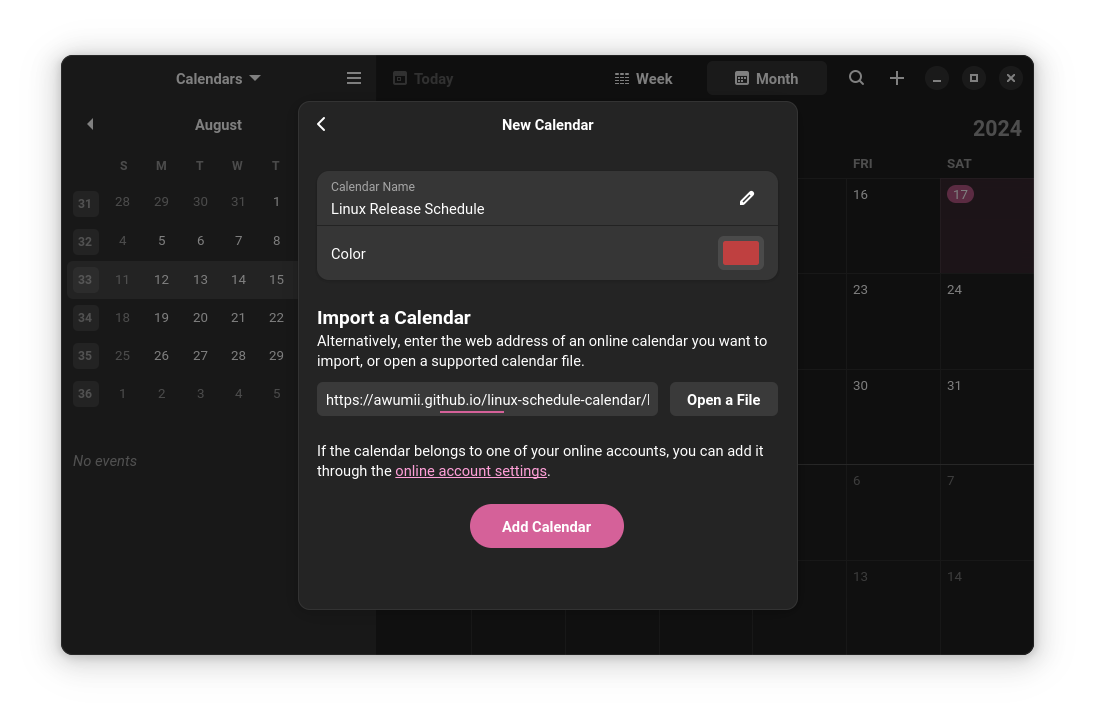 Calendars
Today
Week
Month
August
2024
S M T W T
31 28 29 30 31 1
32 4 5 6 7 8
33 11 12 13 14 15
34 18 19 20 21 22
35 25 26 27 28 29
36 1 2 3 4 5
No events
New Calendar
Calendar Name
Linux Release Schedule
Color
Import a Calendar
Alternatively, enter the web address of an online calendar you want to
import, or open a supported calendar file.
https://awumii.github.io/linux-schedule-calendar/
Open a File
If the calendar belongs to one of your online accounts, you can add it
through the online account settings.
Add Calendar
FRI SAT
16 17
23 24
30 31
6 7
13 14